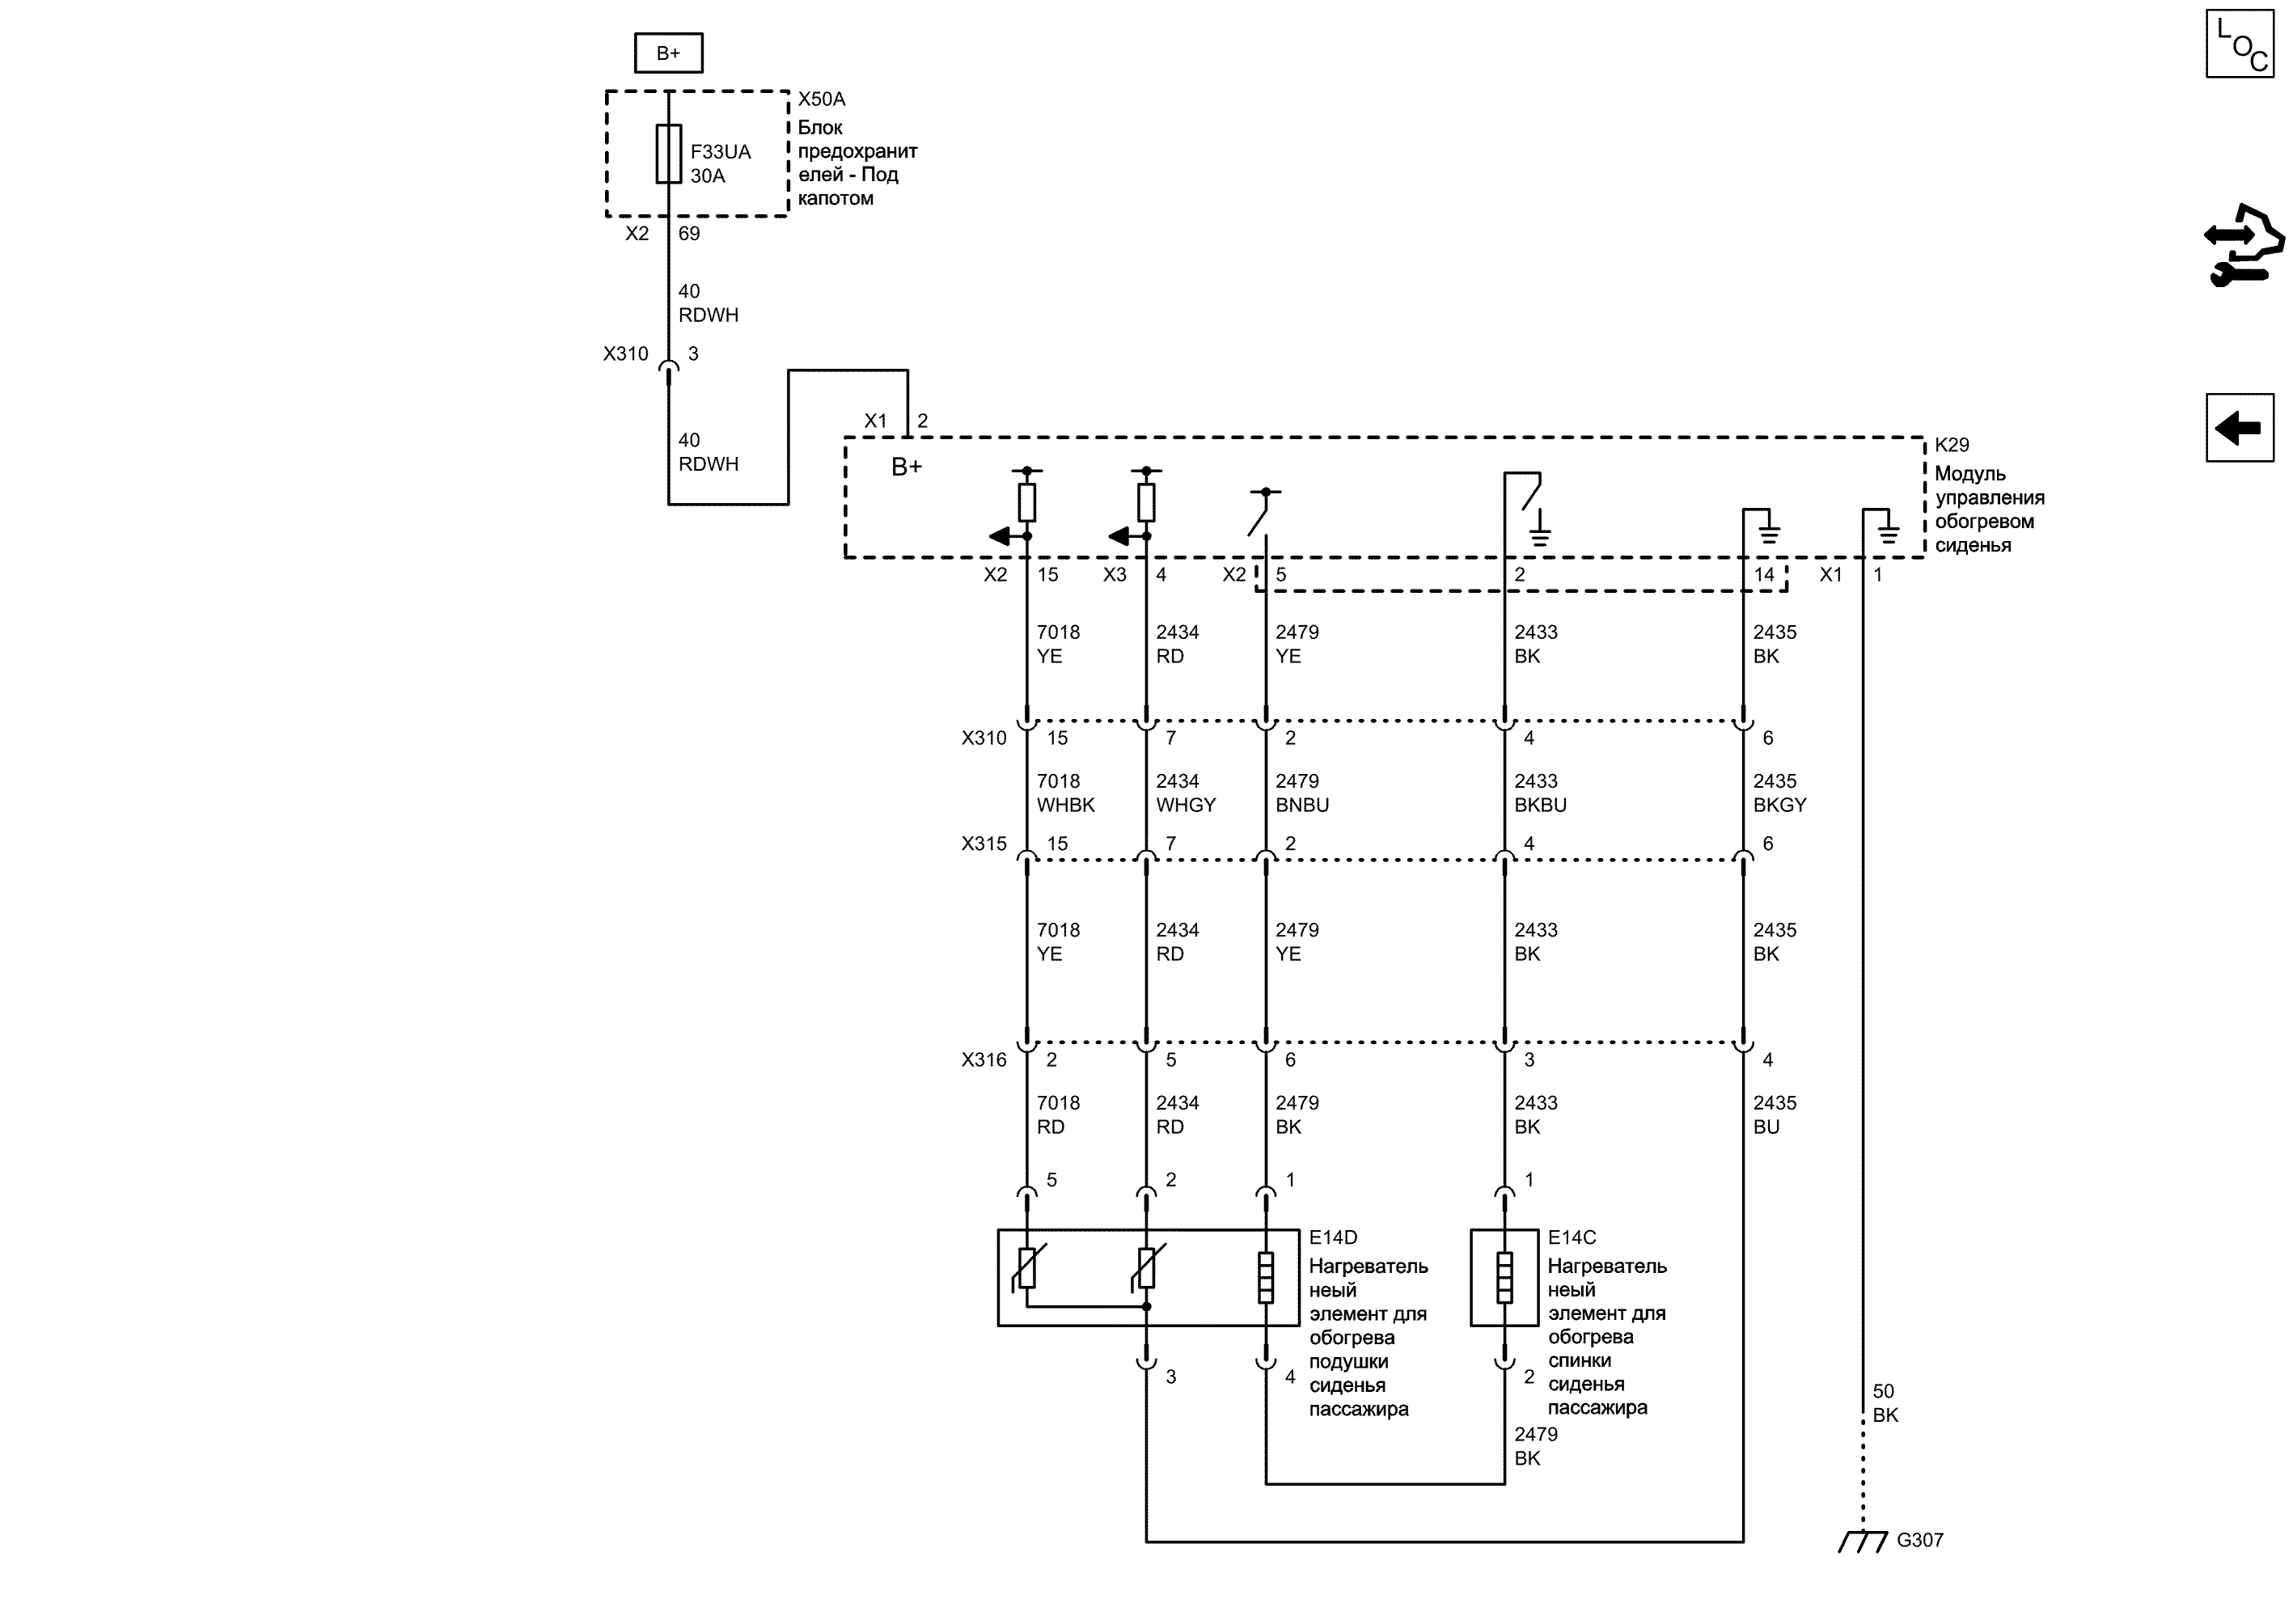 LOC
B+
X50A
Блок
предохранит
елей - Под
капотом
F33UA
30A
X2 69
40
RDWH
X310 3
40
RDWH
X1 2
B+
K29
Модуль
управления
обогревом
сиденья
X2 15 X3 4 X2 5 2 14 X1 1
7018 2434 2479 2433 2435
YE RD YE BK BK
X310 15 7 2 4 6
7018 2434 2479 2433 2435
WHBK WHGY BNBU BKBU BKGY
X315 15 7 2 4 6
7018 2434 2479 2433 2435
YE RD YE BK BK
X316 2 5 6 3 4
7018 2434 2479 2433 2435
RD RD BK BK BU
5 2 1 1
E14D
Нагреватель
неый
элемент для
обогрева
подушки
сиденья
пассажира
E14C
Нагреватель
неый
элемент для
обогрева
спинки
сиденья
пассажира
3 4 2
2479
BK
50
BK
G307